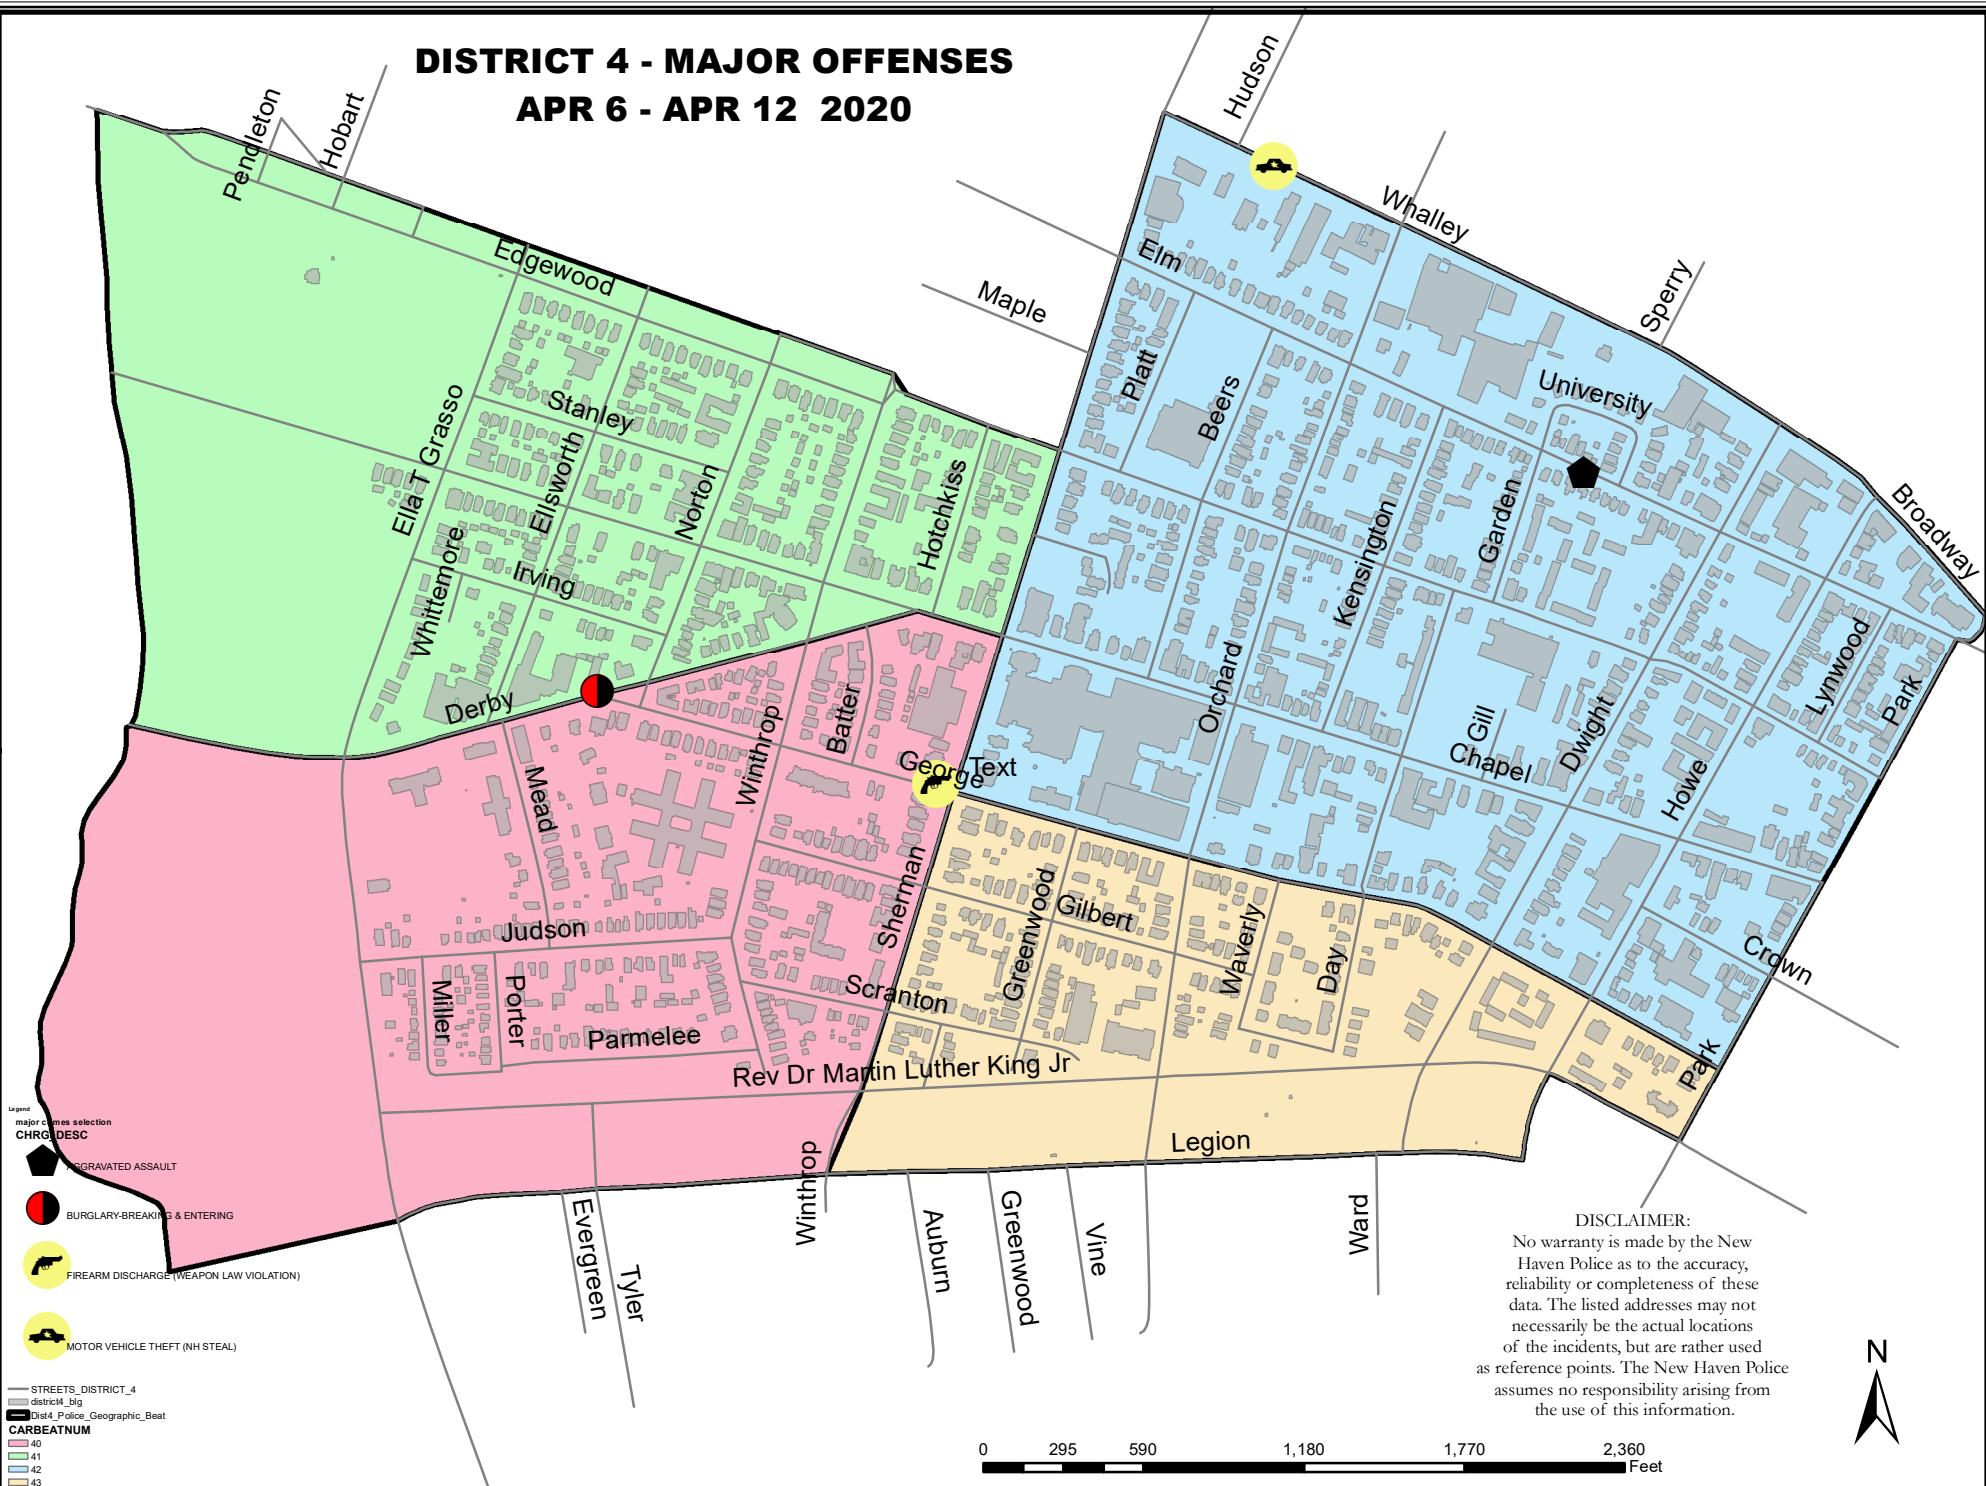 DISTRICT 4 - MAJOR OFFENSES
APR 6 - APR 12 2020
Hudson
Pendleton
Hobart
Whalley
Edgewood
Elm
Maple
Sperry
Platt
Beers
University
Stanley
Ella T Grasso
Ellsworth
Norton
Hotchkiss
Kensington
Garden
Broadway
Whittemore
Irving
Orchard
Lynwood
Park
Derby
Winthrop
Batter
Gill
Chapel
Dwight
Howe
George
Text
Mead
Sherman
Greenwood
Gilbert
Waverly
Day
Crown
Judson
Miller
Porter
Scranton
Parmelee
Rev Dr Martin Luther King Jr
Park
Legion
Winthrop
Evergreen
Tyler
Auburn
Greenwood
Vine
Ward
Legend
major crimes selection
CHRG_DESC
AGGRAVATED ASSAULT
BURGLARY-BREAKING & ENTERING
FIREARM DISCHARGE (WEAPON LAW VIOLATION)
MOTOR VEHICLE THEFT (NH STEAL)
STREETS_DISTRICT_4
district4_blg
Dist4_Police_Geographic_Beat
CARBEATNUM
40
41
42
43
DISCLAIMER:
No warranty is made by the New
Haven Police as to the accuracy,
reliability or completeness of these
data. The listed addresses may not
necessarily be the actual locations
of the incidents, but are rather used
as reference points. The New Haven Police
assumes no responsibility arising from
the use of this information.
N
0 295 590 1,180 1,770 2,360
Feet